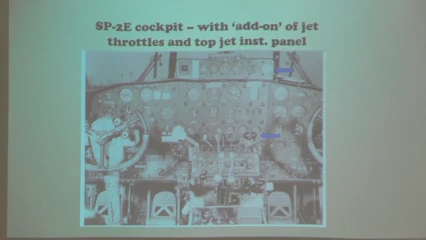 SP-2E cockpit – with ‘add-on’ of jet
throttles and top jet inst. panel